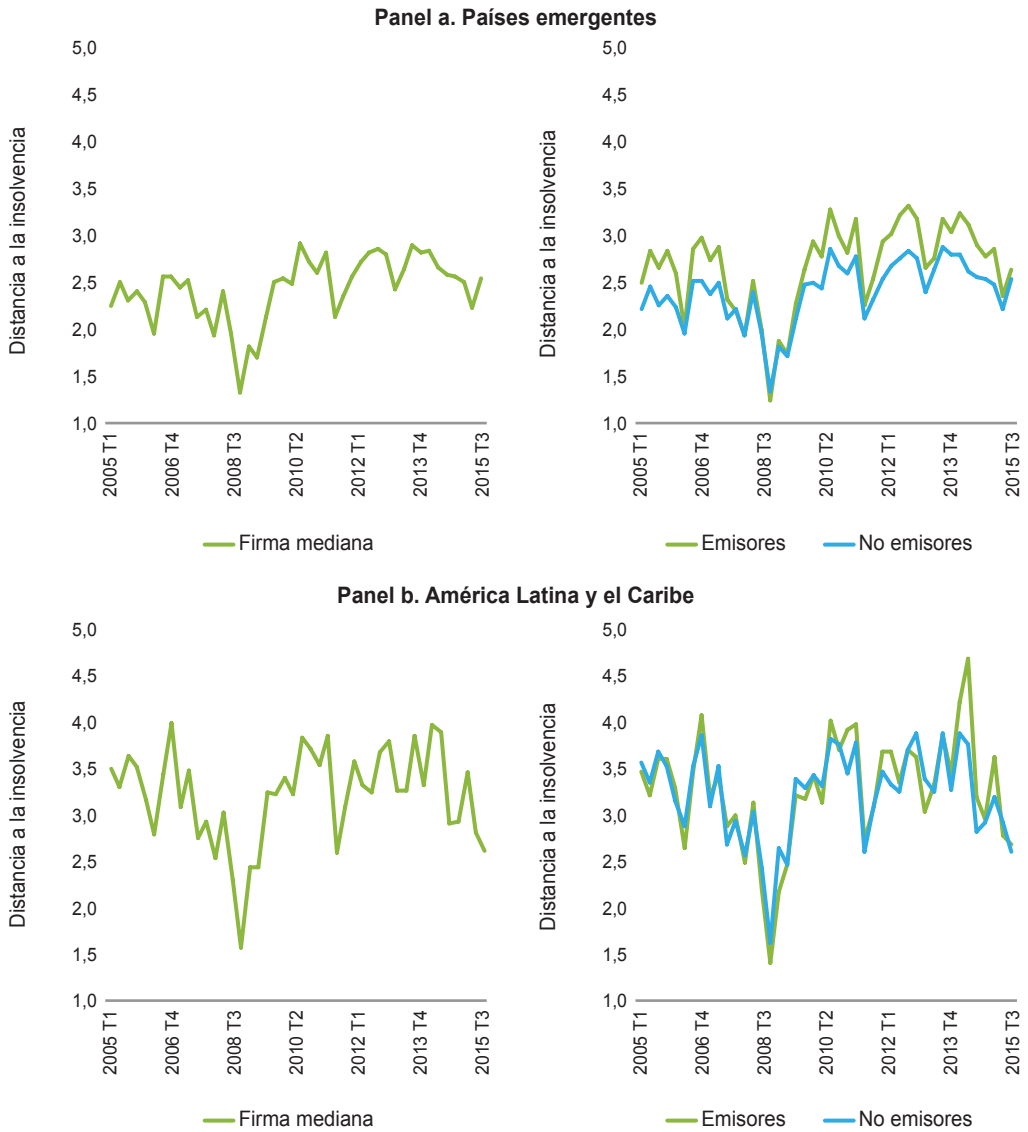 Panel a. Países emergentes
Distancia a la insolvencia
5,0
4,5
4,0
3,5
3,0
2,5
2,0
1,5
1,0
2005 T1
2006 T4
2008 T3
2010 T2
2012 T1
2013 T4
2015 T3
Firma mediana
Distancia a la insolvencia
5,0
4,5
4,0
3,5
3,0
2,5
2,0
1,5
1,0
2005 T1
2006 T4
2008 T3
2010 T2
2012 T1
2013 T4
2015 T3
Emisores No emisores
Panel b. América Latina y el Caribe
Distancia a la insolvencia
5,0
4,5
4,0
3,5
3,0
2,5
2,0
1,5
1,0
2005 T1
2006 T4
2008 T3
2010 T2
2012 T1
2013 T4
2015 T3
Firma mediana
Distancia a la insolvencia
5,0
4,5
4,0
3,5
3,0
2,5
2,0
1,5
1,0
2005 T1
2006 T4
2008 T3
2010 T2
2012 T1
2013 T4
2015 T3
Emisores No emisores